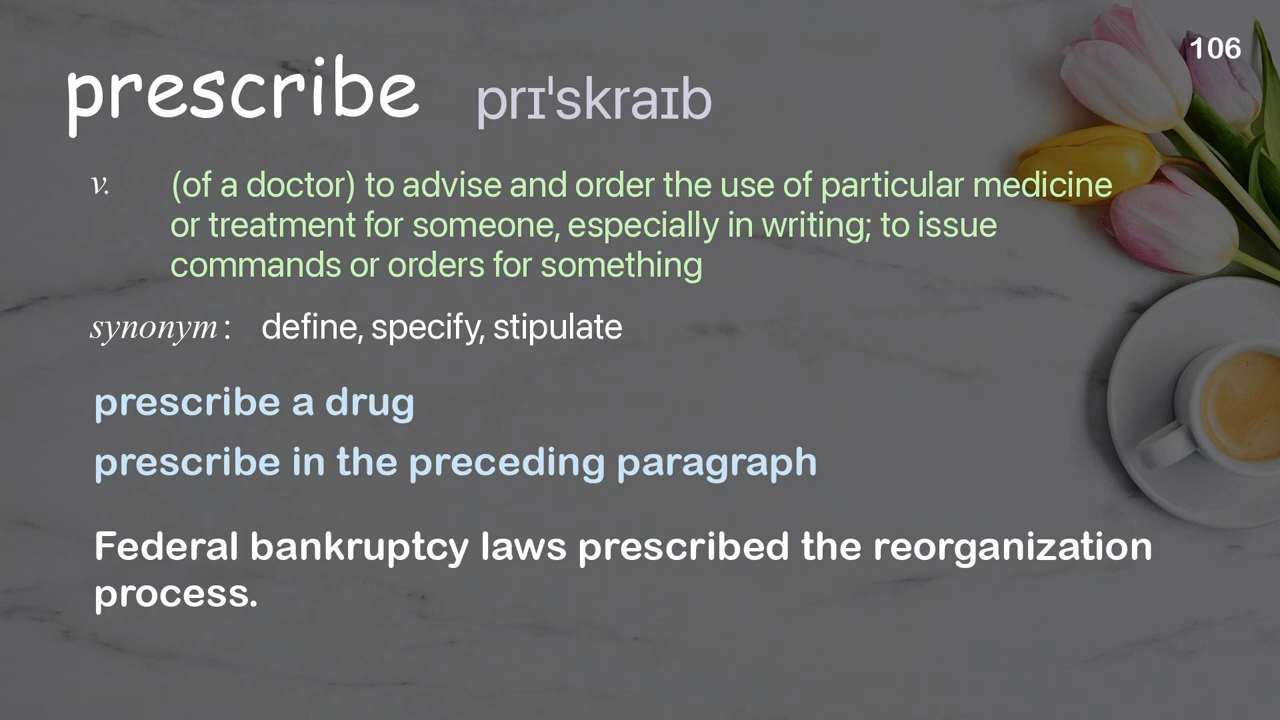 106
prescribe prɪˈskraɪb
v. (of a doctor) to advise and order the use of particular medicine
or treatment for someone, especially in writing; to issue
commands or orders for something
synonym: define, specify, stipulate
prescribe a drug
prescribe in the preceding paragraph
Federal bankruptcy laws prescribed the reorganization
process.